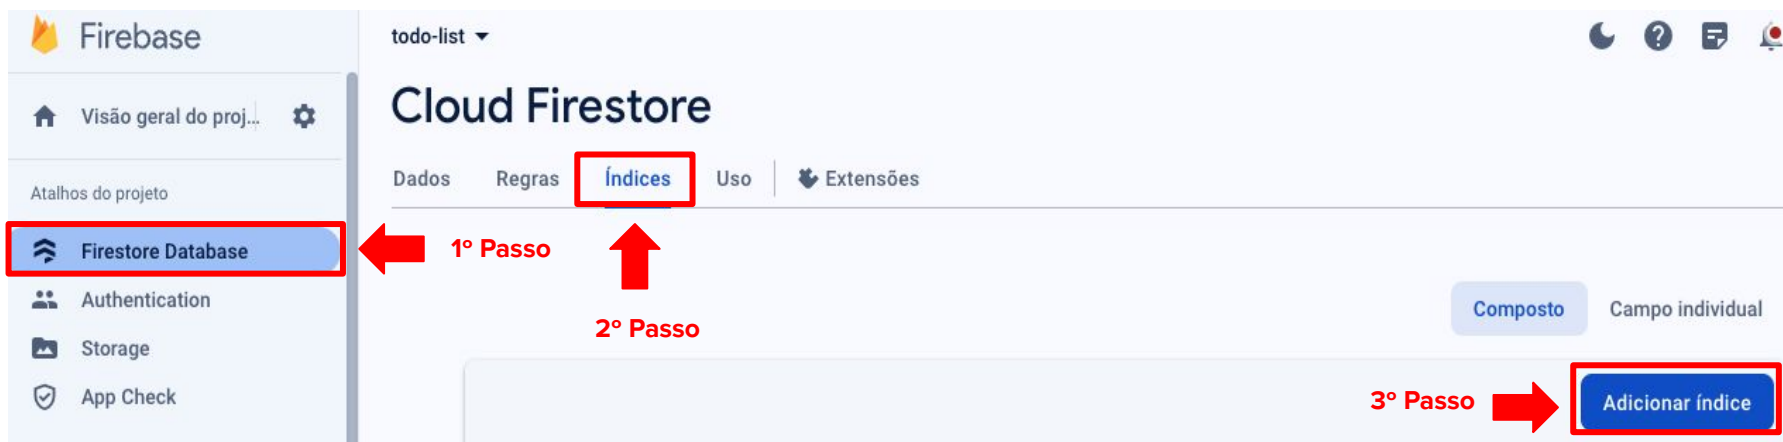 Firebase
todo-list
Visão geral do proj...
Cloud Firestore
Dados Regras Índices Uso Extensões
Atalhos do projeto
Firestore Database
1º Passo
Authentication
2º Passo
Composto Campo individual
Storage
App Check
3º Passo
Adicionar índice